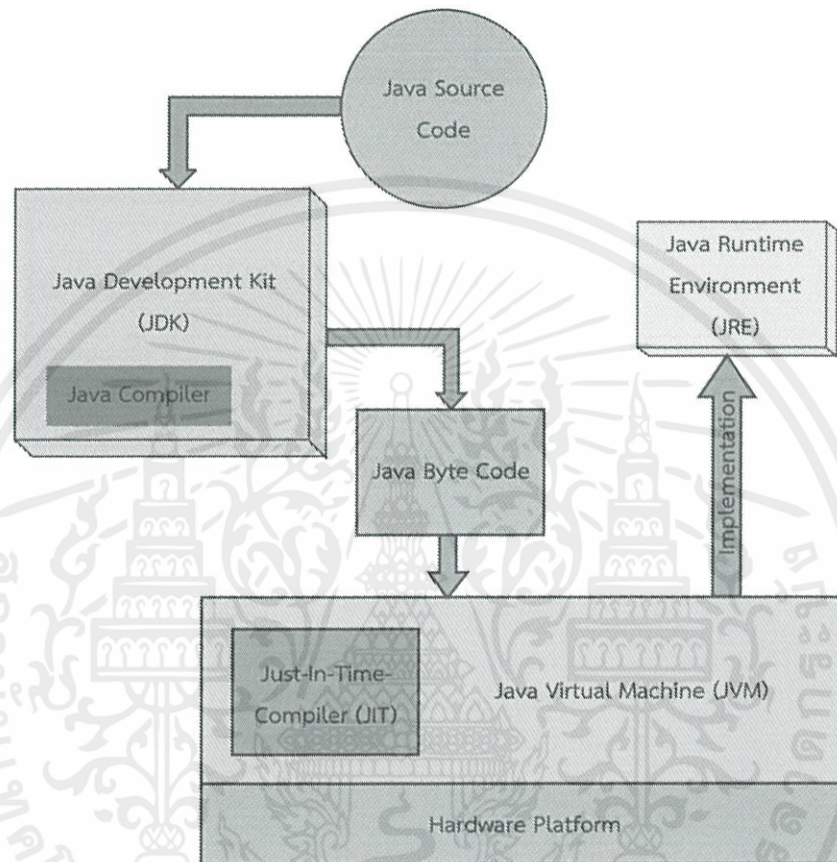 Java Source
Code
Java Development Kit
(JDK)
Java Compiler
Java Runtime
Environment
(JRE)
Java Byte Code
Implementation
Just-In-Time-
Compiler (JIT)
Java Virtual Machine (JVM)
Hardware Platform